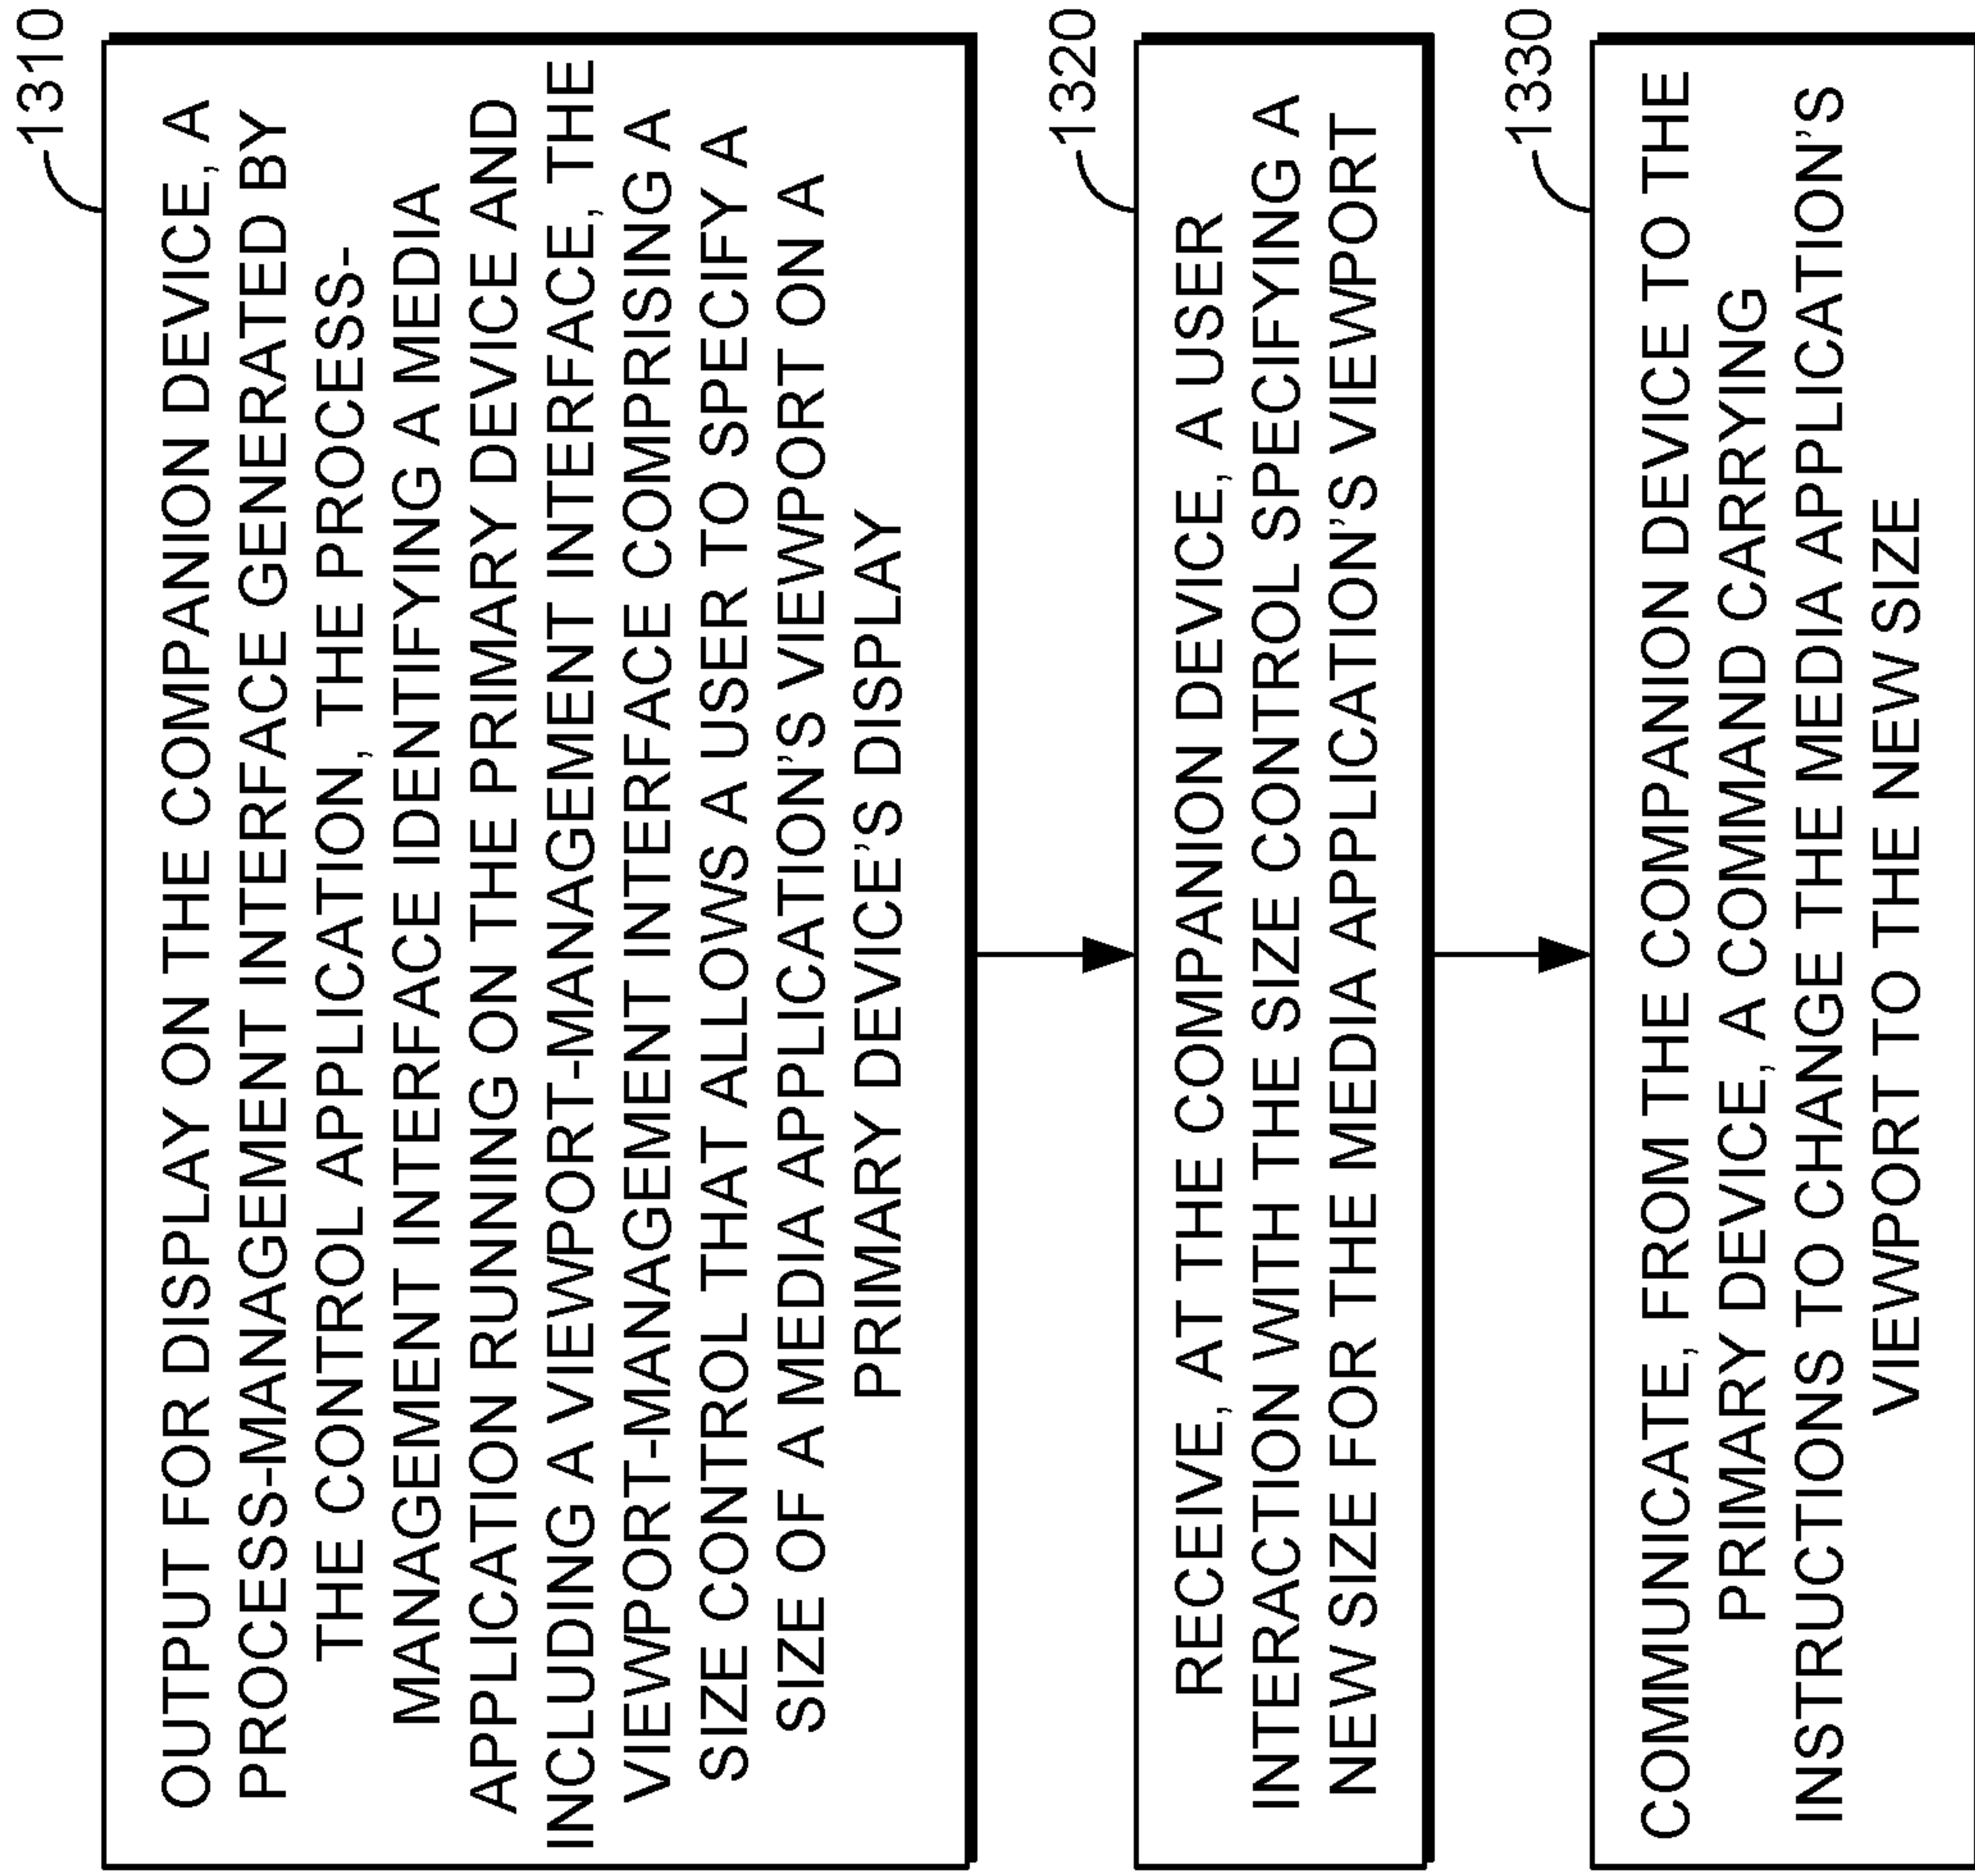 1310
OUTPUT FOR DISPLAY ON THE COMPANION DEVICE, A
PROCESS-MANAGEMENT INTERFACE GENERATED BY
THE CONTROL APPLICATION, THE PROCESS-
MANAGEMENT INTERFACE IDENTIFYING A MEDIA
APPLICATION RUNNING ON THE PRIMARY DEVICE AND
INCLUDING A VIEWPORT-MANAGEMENT INTERFACE, THE
VIEWPORT-MANAGEMENT INTERFACE COMPRISING A
SIZE CONTROL THAT ALLOWS A USER TO SPECIFY A
SIZE OF A MEDIA APPLICATION'S VIEWPORT ON A
PRIMARY DEVICE'S DISPLAY
1320
RECEIVE, AT THE COMPANION DEVICE, A USER
INTERACTION WITH THE SIZE CONTROL SPECIFYING A
NEW SIZE FOR THE MEDIA APPLICATION'S VIEWPORT
1330
COMMUNICATE, FROM THE COMPANION DEVICE TO THE
PRIMARY DEVICE, A COMMAND CARRYING
INSTRUCTIONS TO CHANGE THE MEDIA APPLICATION'S
VIEWPORT TO THE NEW SIZE